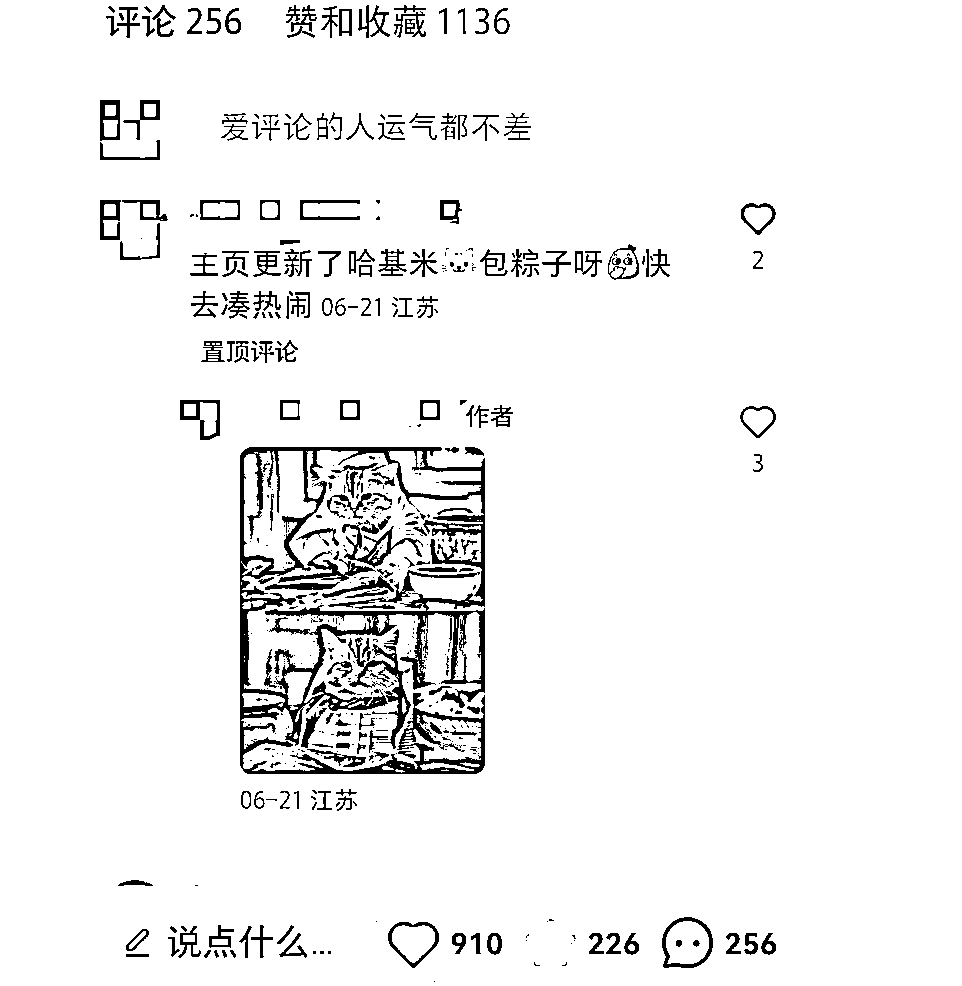 评论 256 赞和收藏 1136
爱评论的人运气都不差
2
主页更新了哈基米🐱包粽子呀快
去凑热闹 06-21 江苏
置顶评论
作者
3
06-21 江苏
说点什么... 910 226 256